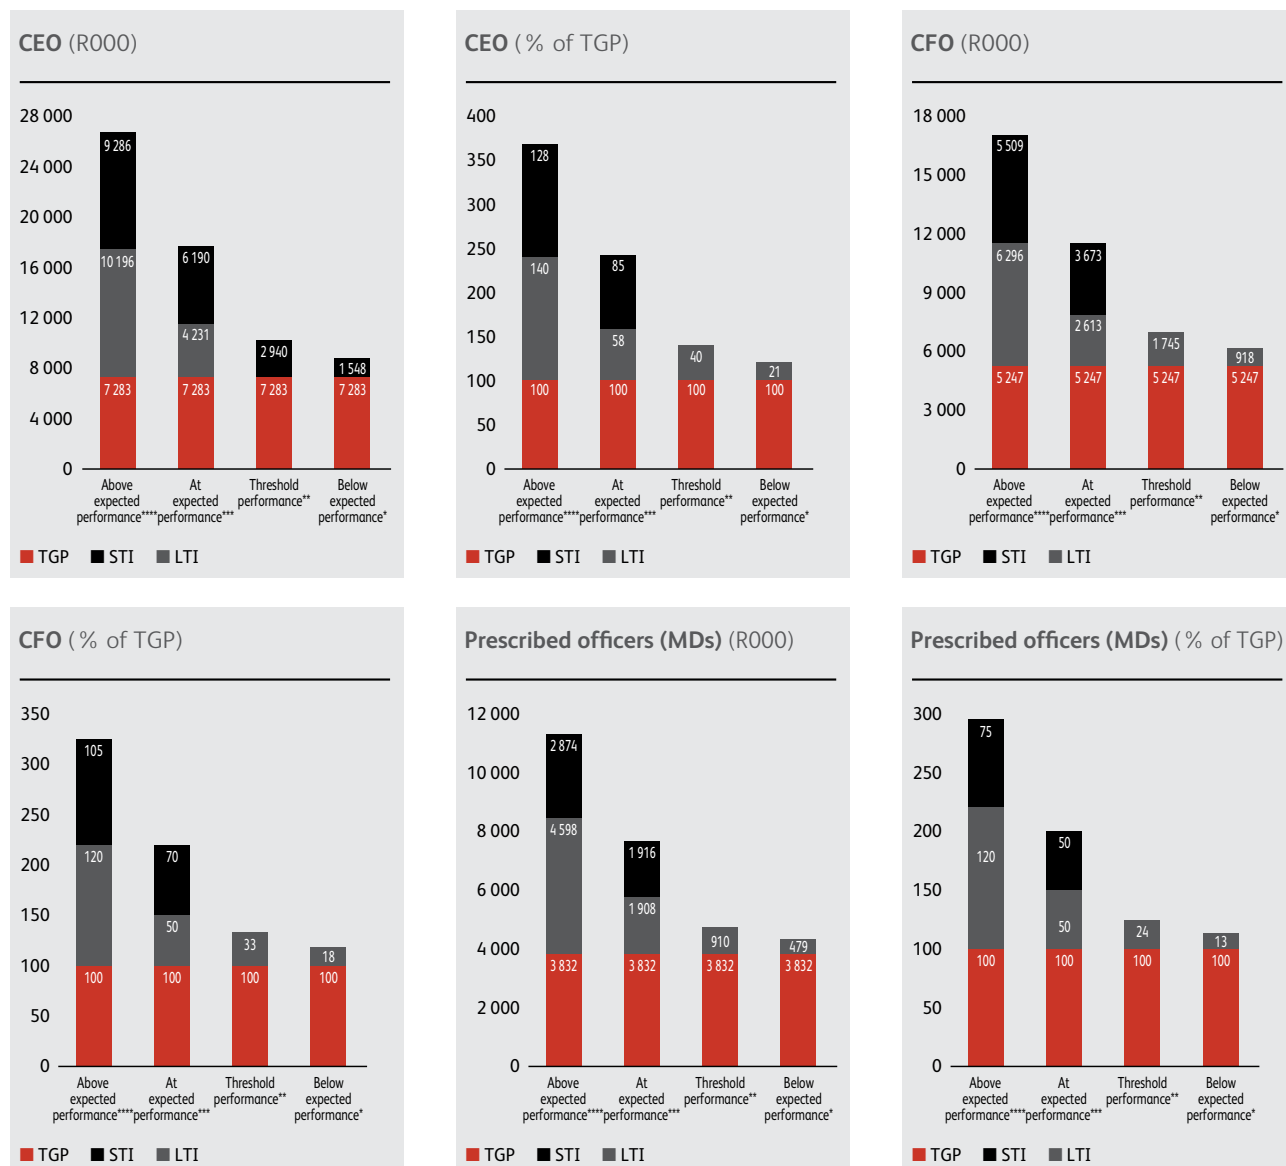 CEO (R000)
28 000
24 000
20 000
16 000
12 000
8 000
4 000
0
9 286
10 196
7 283
6 190
4 231
7 283
2 940
7 283
1 548
7 283
Above expected performance****
At expected performance***
Threshold performance**
Below expected performance*
TGP STI LTI
CEO (% of TGP)
400
350
300
250
200
150
100
50
0
128
140
100
85
58
100
40
100
21
100
Above expected performance****
At expected performance***
Threshold performance**
Below expected performance*
TGP STI LTI
CFO (R000)
18 000
15 000
12 000
9 000
6 000
3 000
0
5 509
6 296
5 247
3 673
2 613
5 247
1 745
5 247
918
5 247
Above expected performance****
At expected performance***
Threshold performance**
Below expected performance*
TGP STI LTI
CFO (% of TGP)
350
300
250
200
150
100
50
0
105
120
100
70
50
100
33
100
18
100
Above expected performance****
At expected performance***
Threshold performance**
Below expected performance*
TGP STI LTI
Prescribed officers (MDs) (R000)
12 000
10 000
8 000
6 000
4 000
2 000
0
2 874
4 598
3 832
1 916
1 908
3 832
910
3 832
479
3 832
Above expected performance****
At expected performance***
Threshold performance**
Below expected performance*
TGP STI LTI
Prescribed officers (MDs) (% of TGP)
300
250
200
150
100
50
0
75
120
100
50
50
100
24
100
13
100
Above expected performance****
At expected performance***
Threshold performance**
Below expected performance*
TGP STI LTI